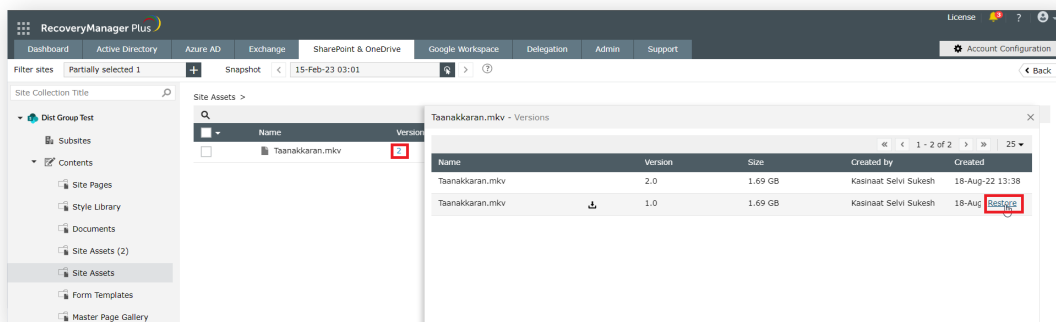 License 3 ?
RecoveryManager Plus
Dashboard Active Directory Azure AD Exchange SharePoint & OneDrive Google Workspace Delegation Admin Support Account Configuration
Filter sites Partially selected 1 + Snapshot < 15-Feb-23 03:01 > ? < Back
Site Collection Title
Site Assets >
Dist Group Test
Subsites
Contents
Site Pages
Style Library
Documents
Site Assets (2)
Site Assets
Form Templates
Master Page Gallery
Name Version
Taanakkaran.mkv 2
Taanakkaran.mkv - Versions ×
« < 1 - 2 of 2 > » 25
Name Version Size Created by Created
Taanakkaran.mkv 2.0 1.69 GB Kasinaat Selvi Sukesh 18-Aug-22 13:38
Taanakkaran.mkv 1.0 1.69 GB Kasinaat Selvi Sukesh 18-Aug Restore